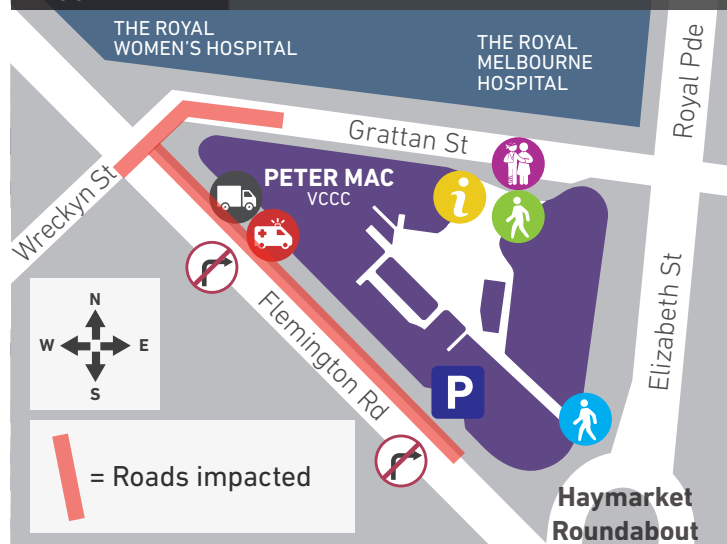 THE ROYAL
WOMEN'S HOSPITAL
THE ROYAL
MELBOURNE
HOSPITAL
Royal Pde
Grattan St
PETER MAC
VCCC
i
Wreckyn St
Elizabeth St
Flemington Rd
N
W
E
S
P
= Roads impacted
Haymarket
Roundabout